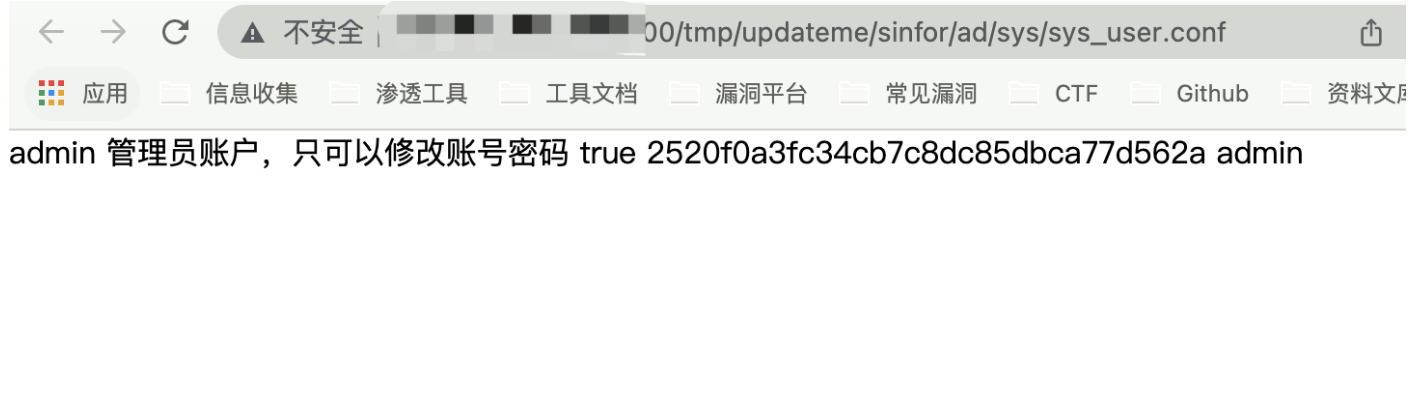 不安全 00/tmp/updateme/sinfor/ad/sys/sys_user.conf
应用 信息收集 渗透工具 工具文档 漏洞平台 常见漏洞 CTF Github 资料文库
admin 管理员账户，只可以修改账号密码 true 2520f0a3fc34cb7c8dc85dbca77d562a admin